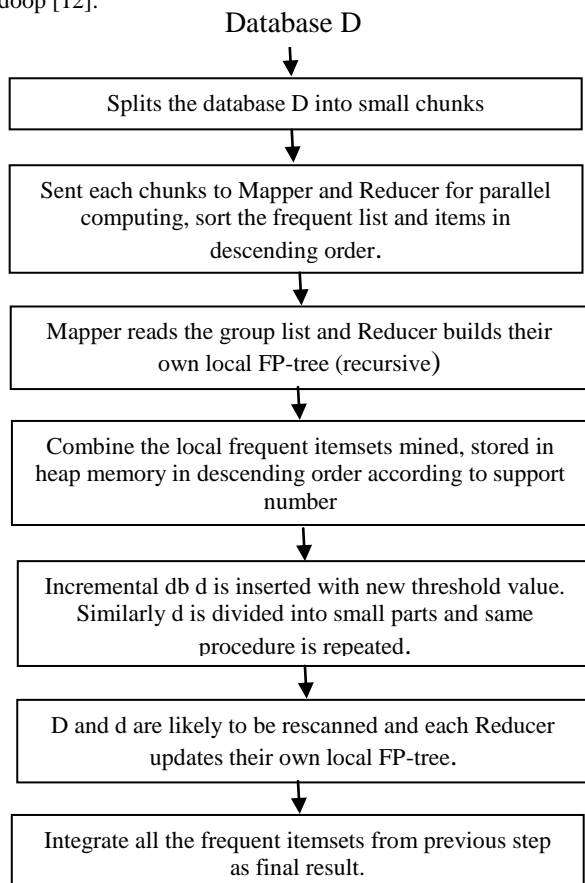 doop [12].
Database D
Splits the database D into small chunks
Sent each chunks to Mapper and Reducer for parallel
computing, sort the frequent list and items in
descending order.
Mapper reads the group list and Reducer builds their
own local FP-tree (recursive)
Combine the local frequent itemsets mined, stored in
heap memory in descending order according to support
number
Incremental db d is inserted with new threshold value.
Similarly d is divided into small parts and same
procedure is repeated.
D and d are likely to be rescanned and each Reducer
updates their own local FP-tree.
Integrate all the frequent itemsets from previous step
as final result.